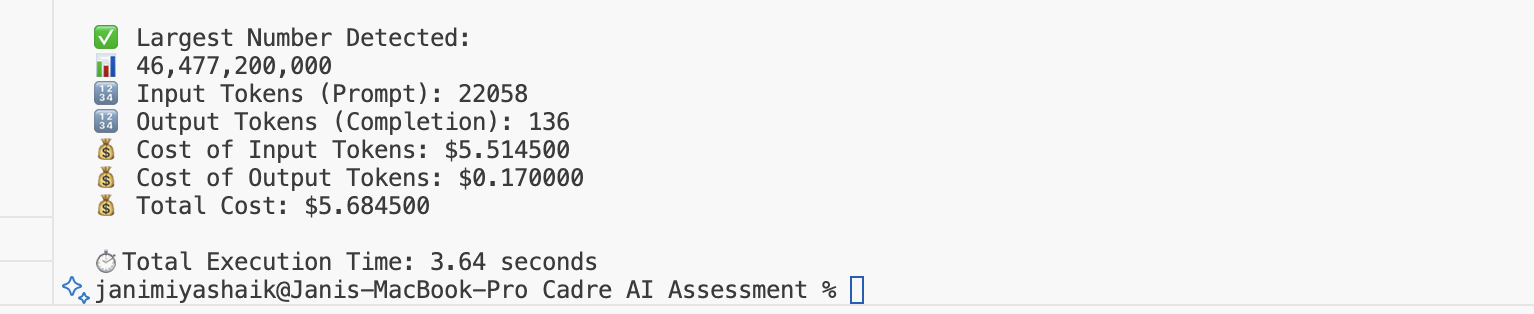 ✅ Largest Number Detected:
📊 46,477,200,000
🔢 Input Tokens (Prompt): 22058
🔢 Output Tokens (Completion): 136
💰 Cost of Input Tokens: $5.514500
💰 Cost of Output Tokens: $0.170000
💰 Total Cost: $5.684500
⏱️Total Execution Time: 3.64 seconds
janimiyashaik@Janis-MacBook-Pro Cadre AI Assessment %